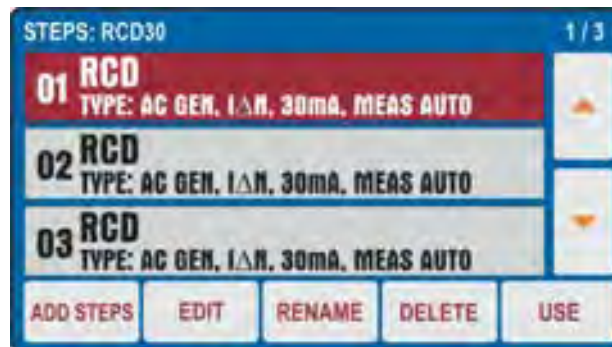 STEPS: RCD30 1/3
01 RCD
TYPE: AC GEN, I△N, 30mA, MEAS AUTO
02 RCD
TYPE: AC GEN, I△N, 30mA, MEAS AUTO
03 RCD
TYPE: AC GEN, I△N, 30mA, MEAS AUTO
ADD STEPS EDIT RENAME DELETE USE